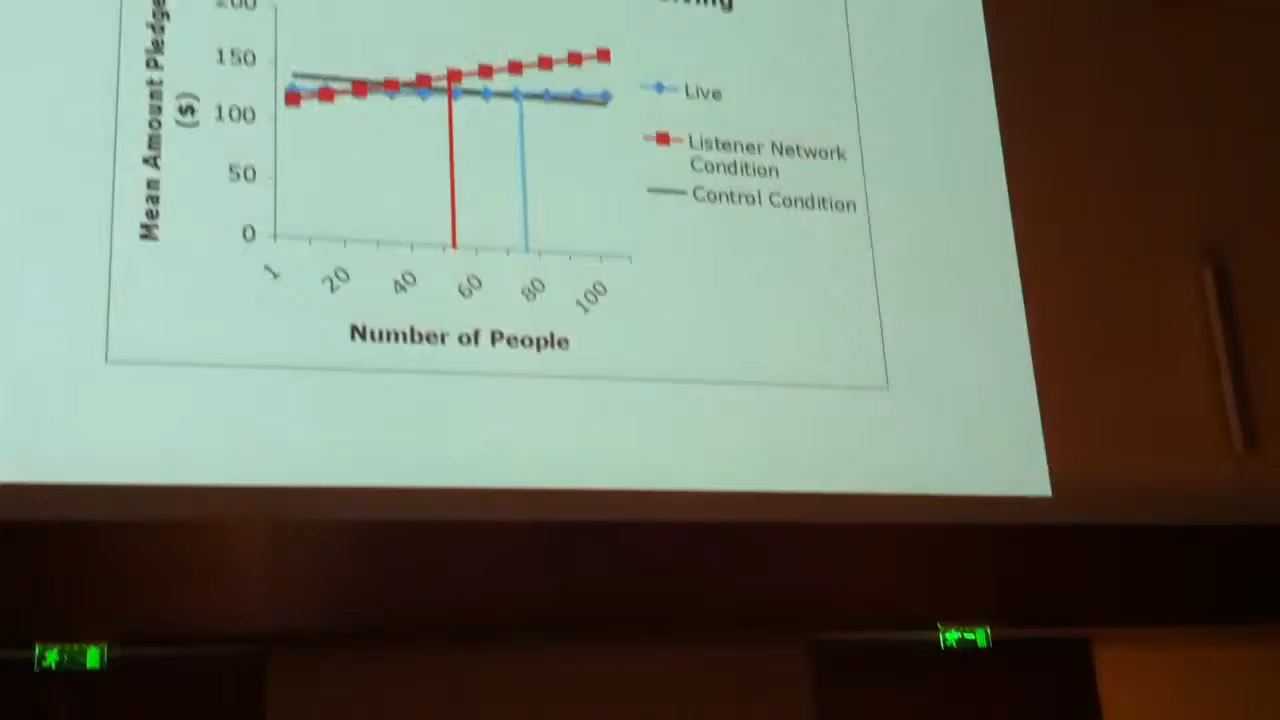 200
150
100
50
0
Mean Amount
($)
1
20
40
60
80
100
Number of People
Live
Listener Network
Condition
Control Condition